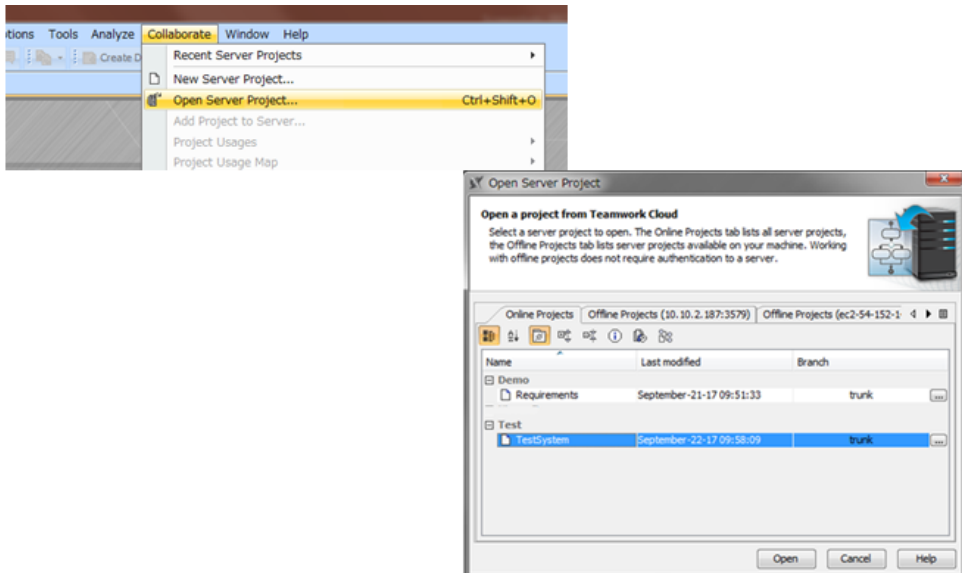 Tools Analyze Collaborate Window Help
Create D
Recent Server Projects
New Server Project...
Open Server Project... Ctrl+Shift+O
Add Project to Server...
Project Usages
Project Usage Map
Open Server Project
Open a project from Teamwork Cloud
Select a server project to open. The Online Projects tab lists all server projects,
the Offline Projects tab lists server projects available on your machine. Working
with offline projects does not require authentication to a server.
Online Projects Offline Projects (10.10.2.187:3579) Offline Projects (ec2-54-152-1
Name Last modified Branch
Demo
Requirements September-21-17 09:51:33 trunk ...
Test
TestSystem September-22-17 09:58:09 trunk ...
Open Cancel Help